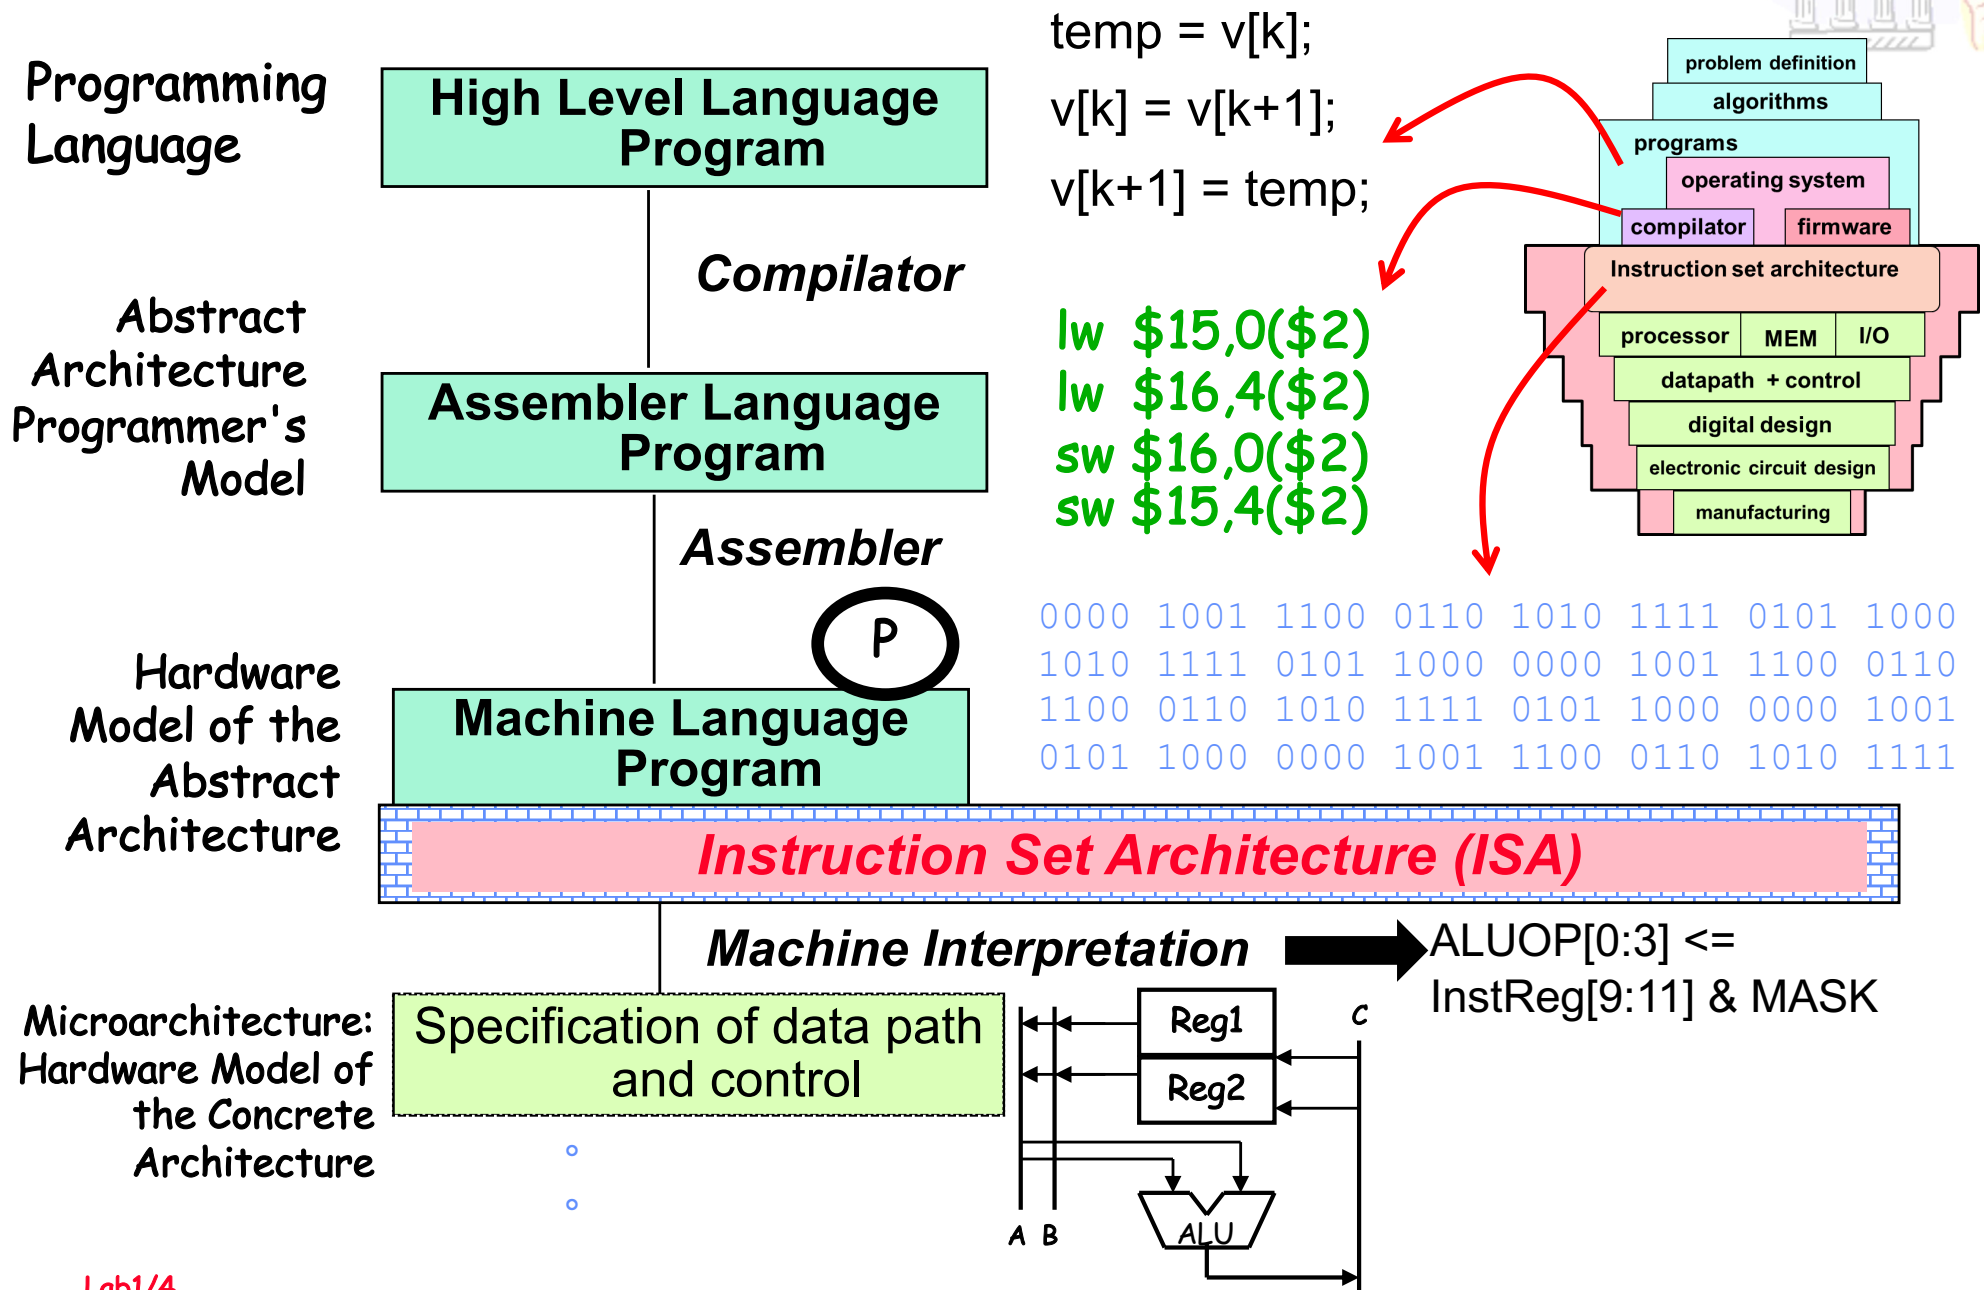 Programming
Language
High Level Language
Program
temp = v[k];
v[k] = v[k+1];
v[k+1] = temp;
problem definition
algorithms
programs
operating system
compilator
firmware
Instruction set architecture
processor
MEM
I/O
datapath + control
digital design
electronic circuit design
manufacturing
Compilator
Abstract
Architecture
Programmer's
Model
Assembler Language
Program
lw $15,0($2)
lw $16,4($2)
sw $16,0($2)
sw $15,4($2)
Assembler
P
Hardware
Model of the
Abstract
Architecture
Machine Language
Program
0000 1001 1100 0110 1010 1111 0101 1000
1010 1111 0101 1000 0000 1001 1100 0110
1100 0110 1010 1111 0101 1000 0000 1001
0101 1000 0000 1001 1100 0110 1010 1111
Instruction Set Architecture (ISA)
Machine Interpretation
ALUOP[0:3] <=
InstReg[9:11] & MASK
Microarchitecture:
Hardware Model of
the Concrete
Architecture
Specification of data path
and control
Reg1
Reg2
C
A B
ALU
Lab1/4